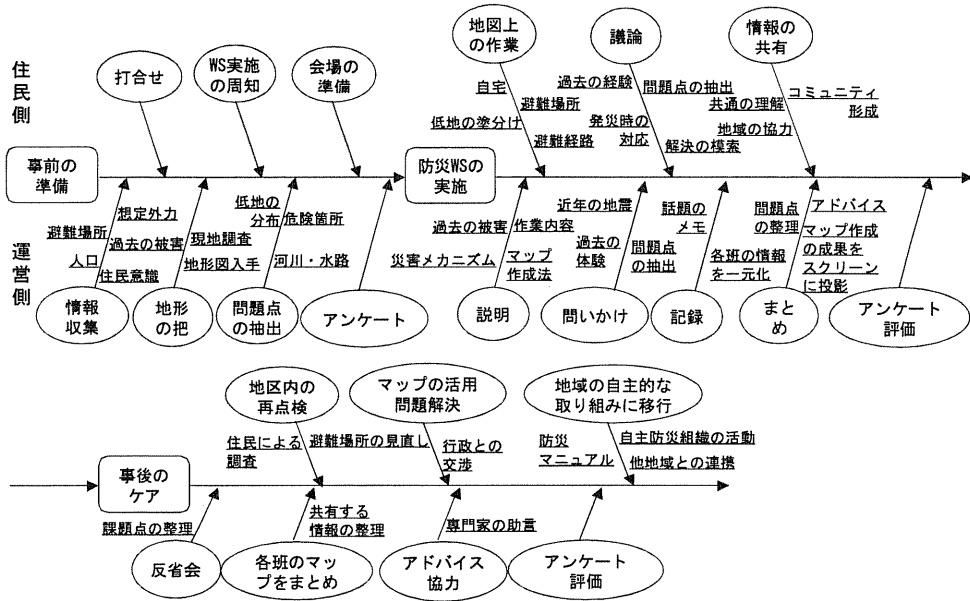 住民側
運営側
打合せ
WS実施
の周知
会場の
準備
地図上
の作業
議論
情報の
共有
自宅
避難場所
低地の塗分け
避難経路
過去の経験
発災時の
対応
問題点の抽出
共通の理解
地域の協力
解決の模索
コミュニティ
形成
事前の
準備
防災WSの
実施
想定外力
避難場所
過去の被害
人口
住民意識
現地調査
地形図入手
低地の
分布
危険箇所
河川・水路
過去の被害
災害メカニズム
作業内容
マップ
作成法
近年の地震
過去の
体験
問題点
の抽出
話題の
メモ
各班の情報
を一元化
問題点
の整理
アドバイス
マップ作成
の成果を
スクリーン
に投影
情報
収集
地形
の把
問題点
の抽出
アンケート
説明
問いかけ
記録
まと
め
アンケート
評価
地区内の
再点検
マップの活用
問題解決
地域の自主的な
取り組みに移行
住民による
調査
避難場所の見直し
行政との
交渉
防災
マニュアル
自主防災組織の活動
他地域との連携
事後の
ケア
課題点の整理
共有する
情報の整理
専門家の助言
反省会
各班のマッ
プをまとめ
アドバイス
協力
アンケート
評価